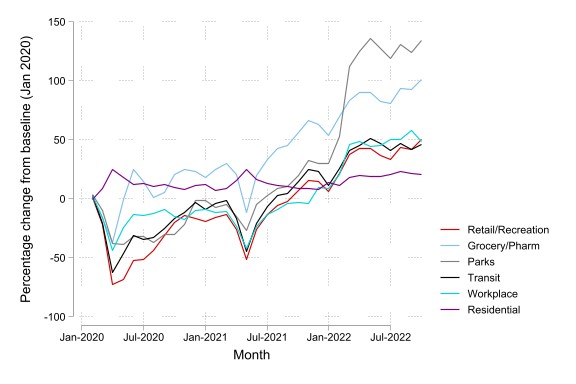 Percentage change from baseline (Jan 2020)
150
100
50
0
-50
-100
Jan-2020 Jul-2020 Jan-2021 Jul-2021 Jan-2022 Jul-2022
Month
Retail/Recreation
Grocery/Pharm
Parks
Transit
Workplace
Residential